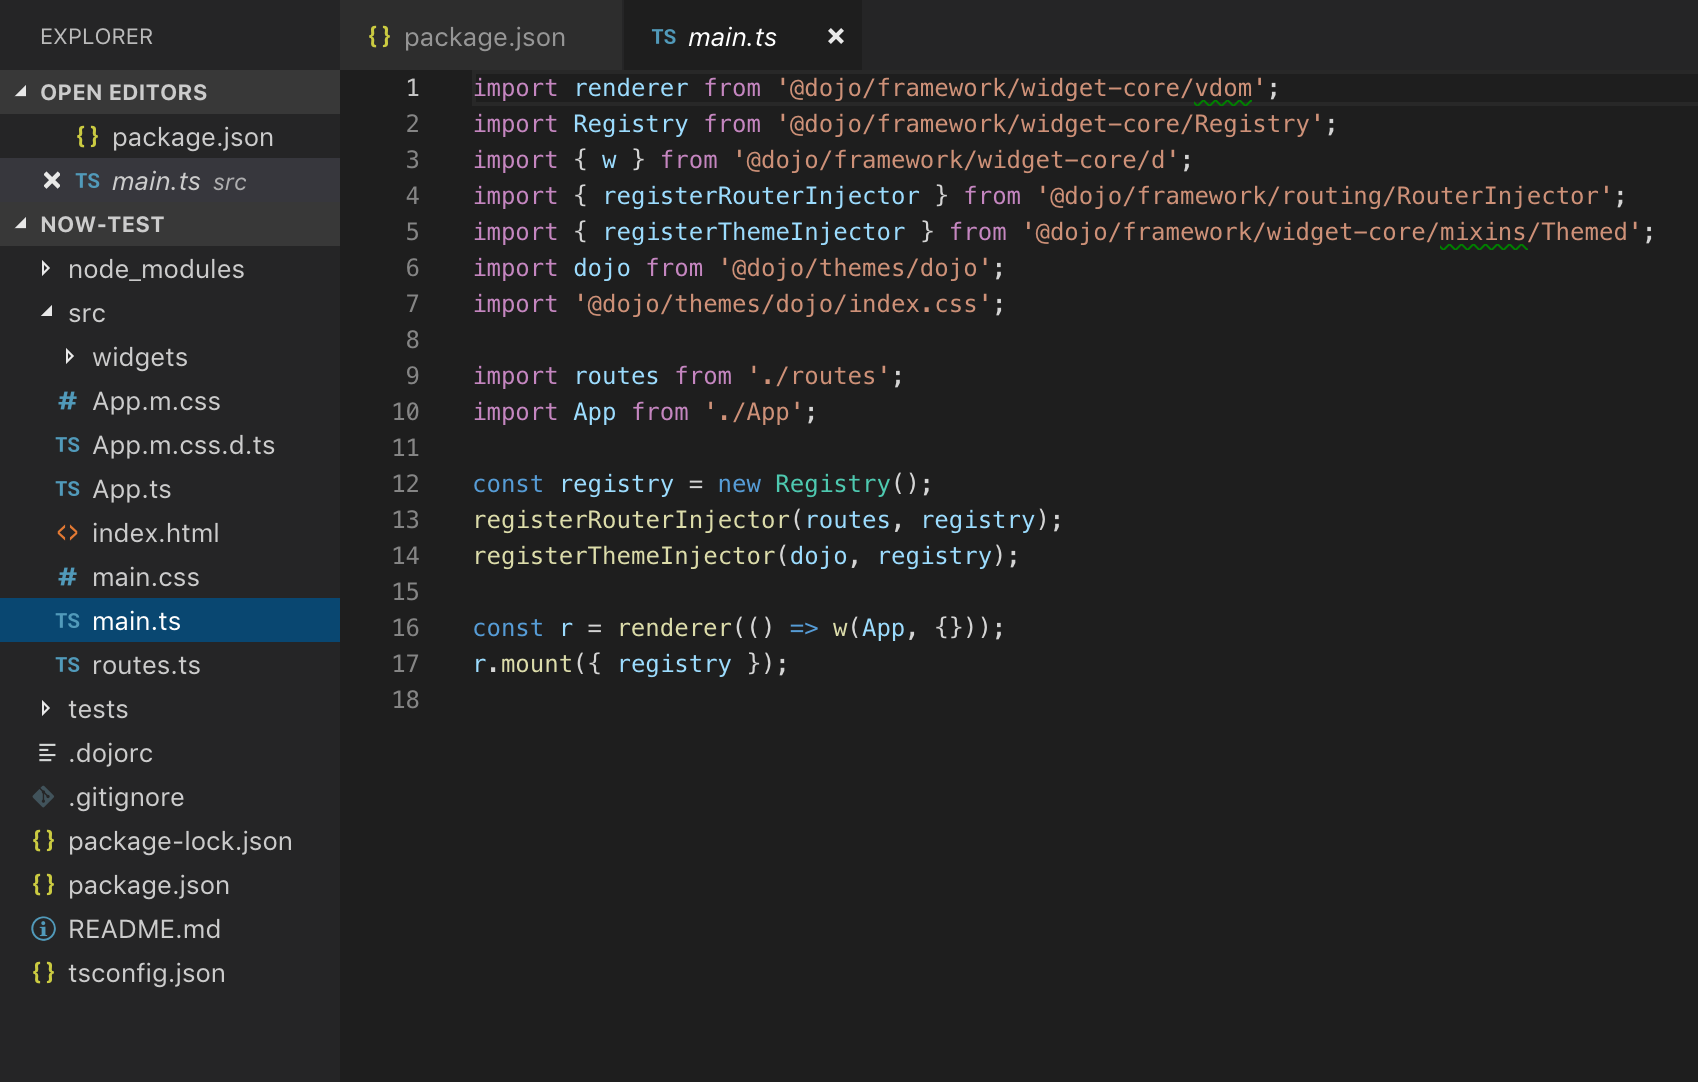 EXPLORER
OPEN EDITORS
{} package.json
TS main.ts src
NOW-TEST
node_modules
src
widgets
# App.m.css
TS App.m.css.d.ts
TS App.ts
<> index.html
# main.css
TS main.ts
TS routes.ts
tests
.dojorc
.gitignore
{} package-lock.json
{} package.json
README.md
{} tsconfig.json
{} package.json
TS main.ts
1 import renderer from '@dojo/framework/widget-core/vdom';
2 import Registry from '@dojo/framework/widget-core/Registry';
3 import { w } from '@dojo/framework/widget-core/d';
4 import { registerRouterInjector } from '@dojo/framework/routing/RouterInjector';
5 import { registerThemeInjector } from '@dojo/framework/widget-core/mixins/Themed';
6 import dojo from '@dojo/themes/dojo';
7 import '@dojo/themes/dojo/index.css';
8
9 import routes from './routes';
10 import App from './App';
11
12 const registry = new Registry();
13 registerRouterInjector(routes, registry);
14 registerThemeInjector(dojo, registry);
15
16 const r = renderer(() => w(App, {}));
17 r.mount({ registry });
18